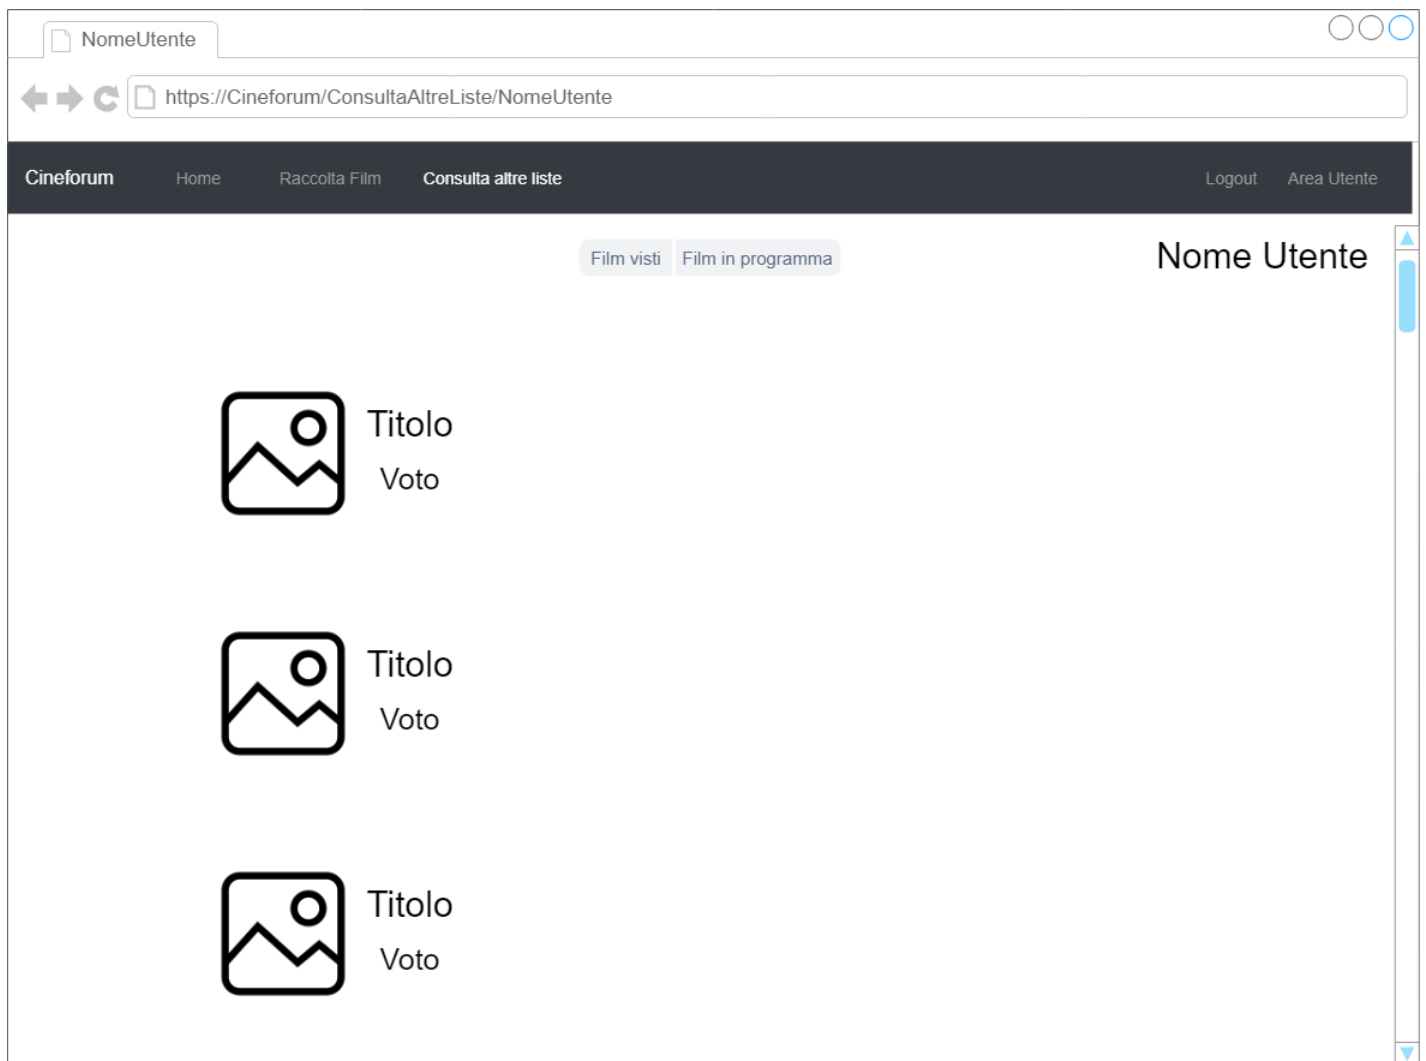 NomeUtente
https://Cineforum/ConsultaAltreListe/NomeUtente
Cineforum Home Raccolta Film Consulta altre liste Logout Area Utente
Film visti Film in programma Nome Utente
Titolo
Voto
Titolo
Voto
Titolo
Voto